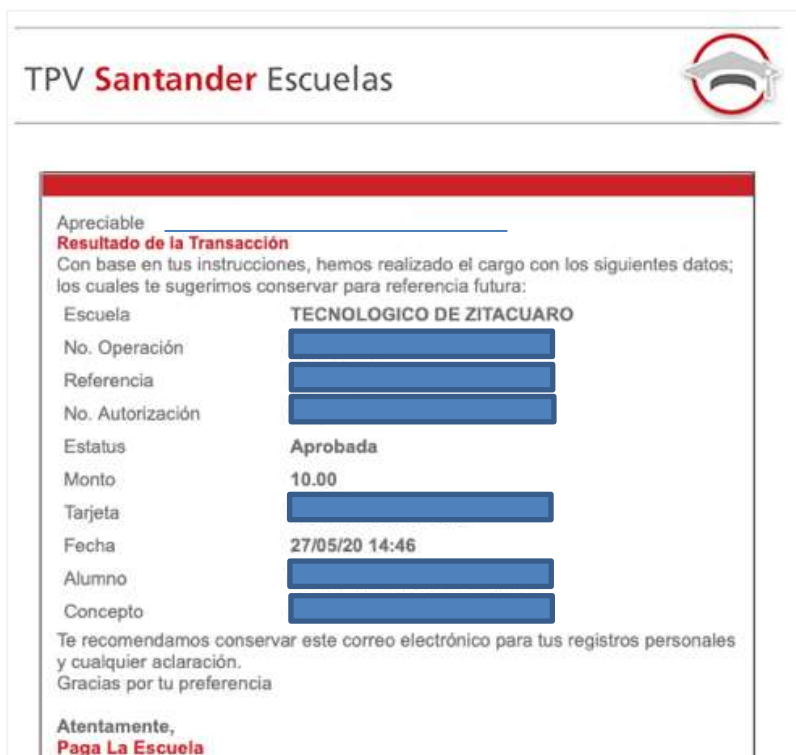 TPV Santander Escuelas
Apreciable
Resultado de la Transacción
Con base en tus instrucciones, hemos realizado el cargo con los siguientes datos;
los cuales te sugerimos conservar para referencia futura:
Escuela TECNOLOGICO DE ZITACUARO
No. Operación
Referencia
No. Autorización
Estatus Aprobada
Monto 10.00
Tarjeta
Fecha 27/05/20 14:46
Alumno
Concepto
Te recomendamos conservar este correo electrónico para tus registros personales
y cualquier aclaración.
Gracias por tu preferencia
Atentamente,
Paga La Escuela